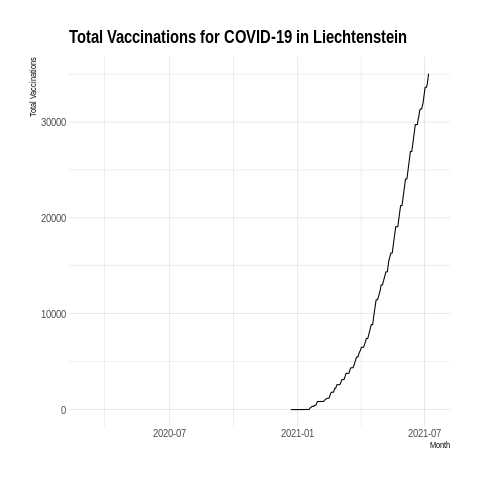 Total Vaccinations for COVID-19 in Liechtenstein
Total Vaccinations
30000
20000
10000
0
2020-07
2021-01
2021-07
Month